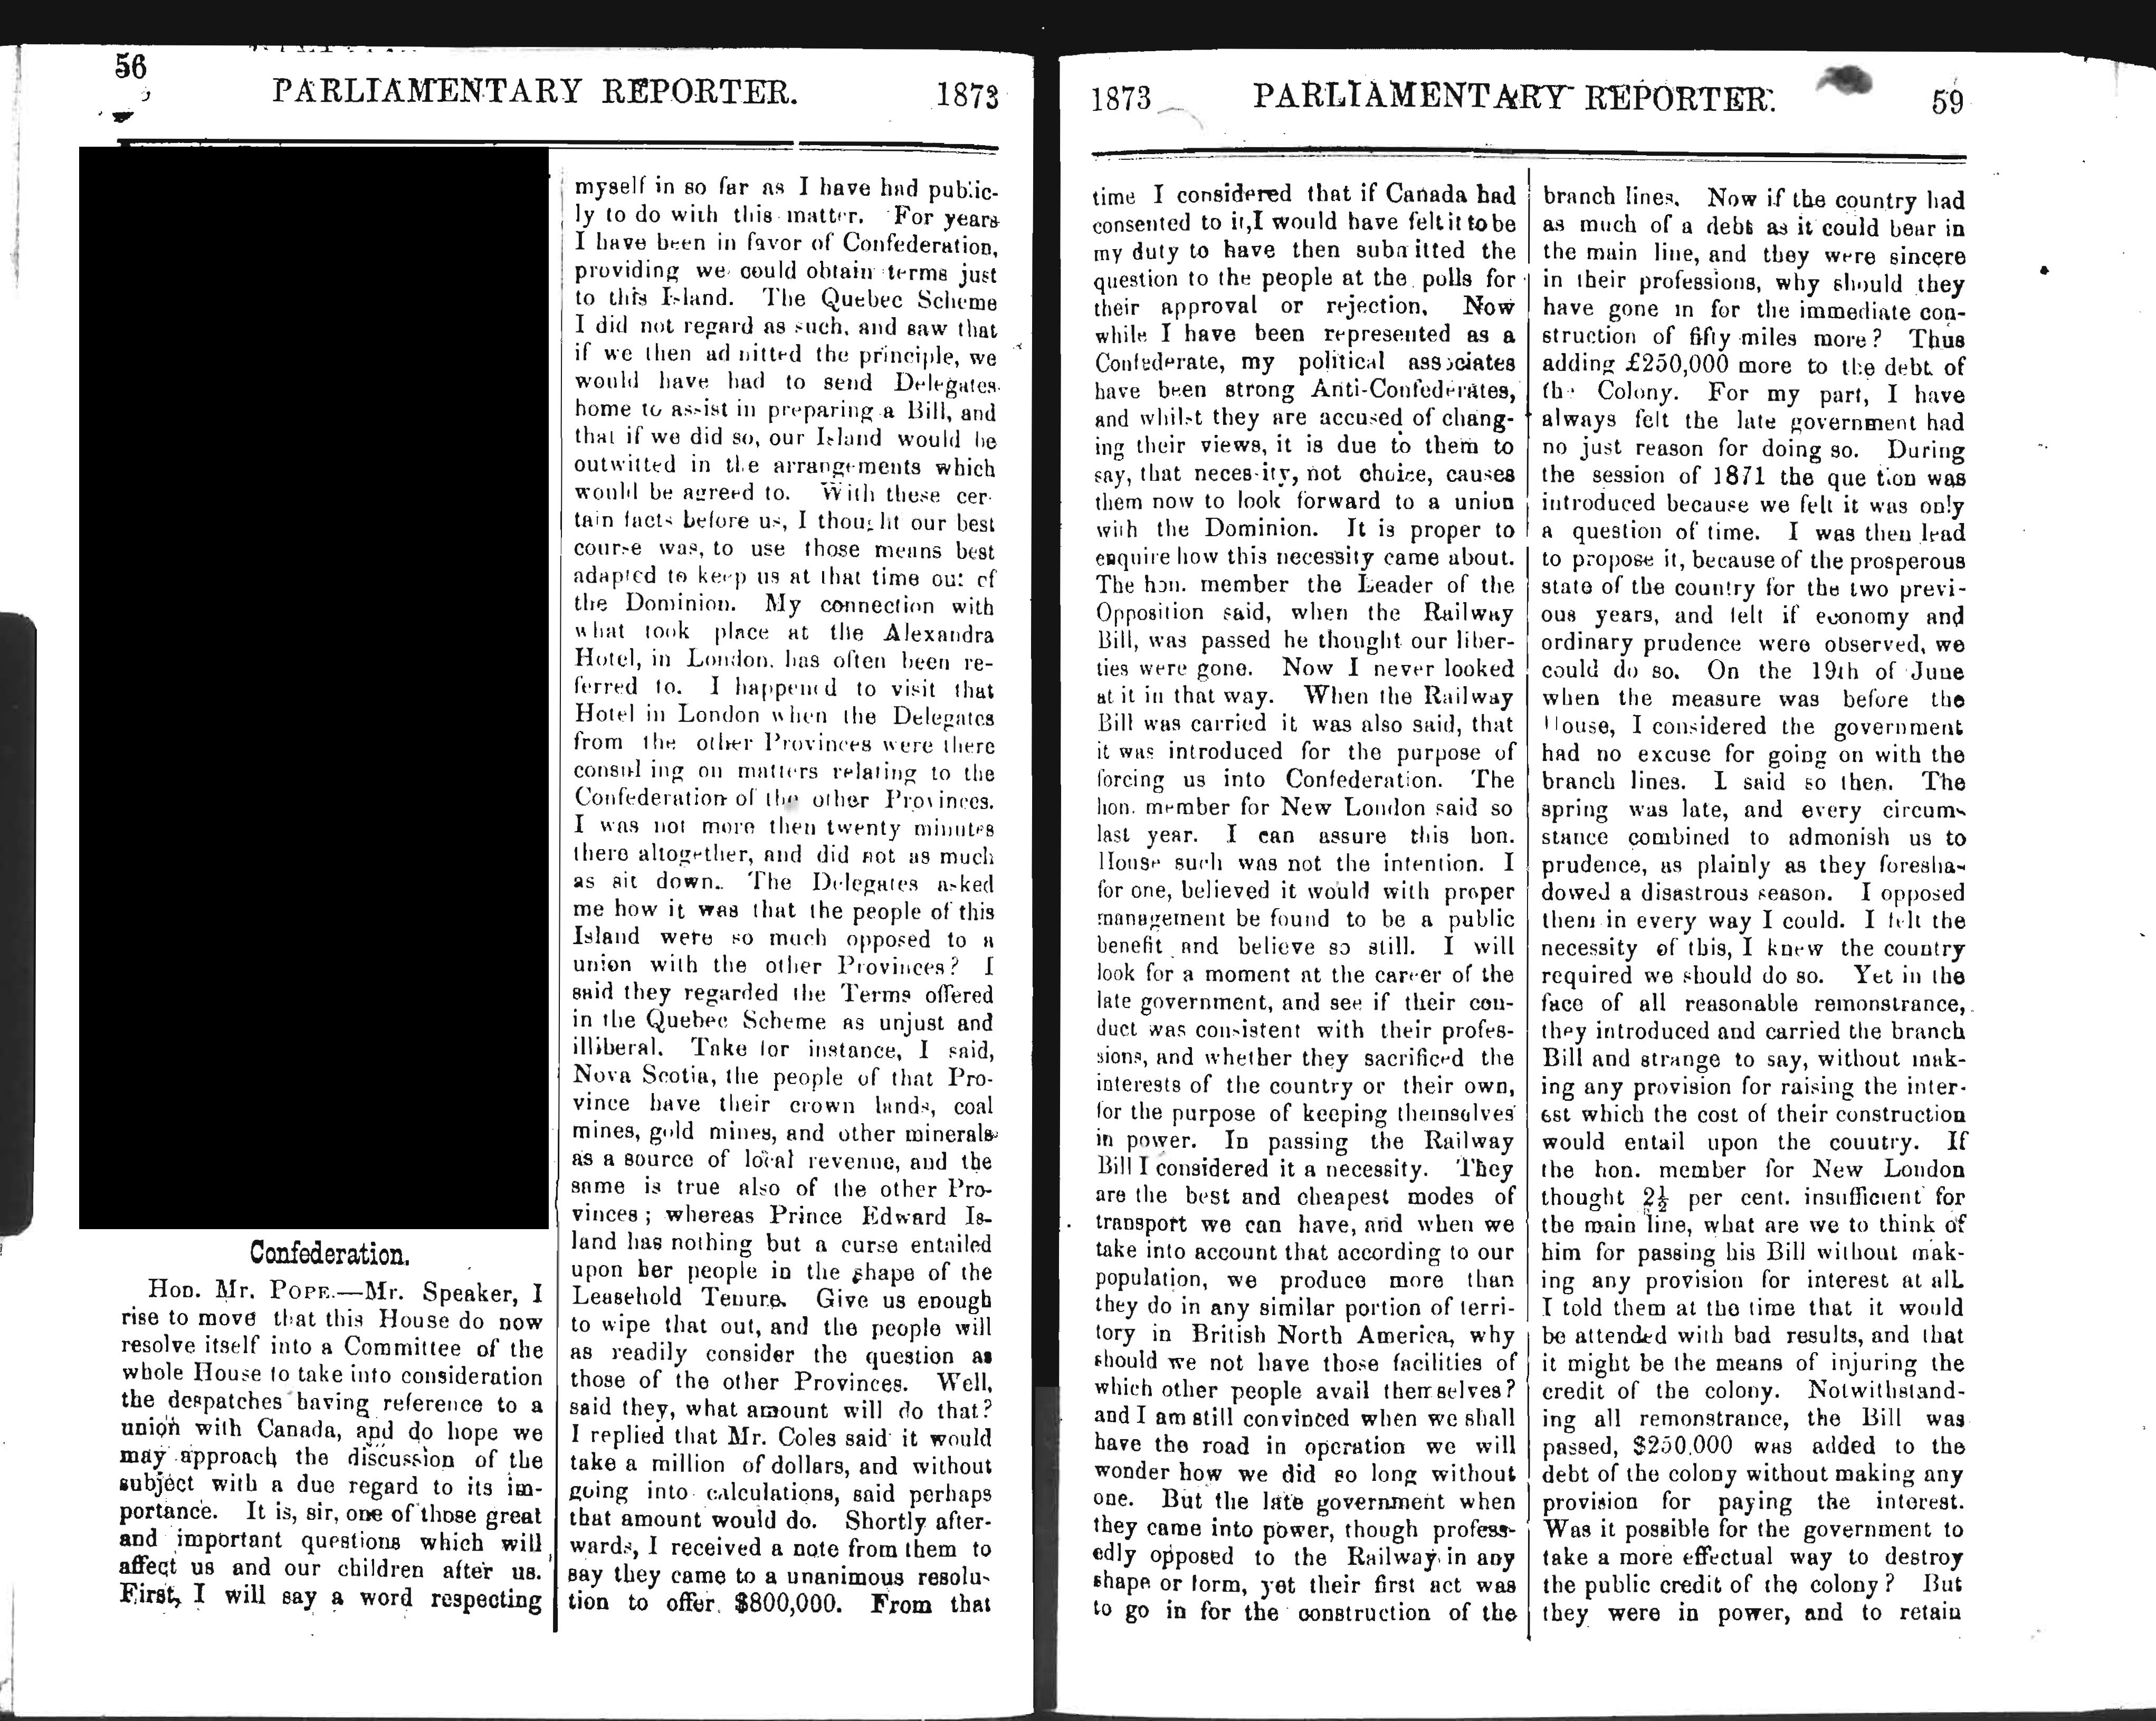 56
PARLIAMENTARY REPORTER.
1873
Confederation.
Hon. Mr. POPE.—Mr. Speaker, I
rise to move that this House do now
resolve itself into a Committee of the
whole House to take into consideration
the despatches having reference to a
union with Canada, and do hope we
may approach the discussion of the
subject with a due regard to its im-
portance. It is, sir, one of those great
and important questions which will
affect us and our children after us.
First, I will say a word respecting
myself in so far as I have had public-
ly to do with this matter. For years
I have been in favor of Confederation,
providing we could obtain terms just
to this Island. The Quebec Scheme
I did not regard as such, and saw that
if we then ad nitted the principle, we
would have had to send Delegates
home to assist in preparing a Bill, and
that if we did so, our Island would be
outwitted in the arrangements which
would be agreed to. With these cer-
tain facts before us, I thought our best
course was, to use those means best
adapted to keep us at that time out of
the Dominion. My connection with
what took place at the Alexandra
Hotel, in London, has often been re-
ferred to. I happened to visit that
Hotel in London when the Delegates
from the other Provinces were there
consul ing on matters relating to the
Confederation of the other Provinces.
I was not more then twenty minutes
there altogether, and did not as much
as sit down. The Delegates asked
me how it was that the people of this
Island were so much opposed to a
union with the other Provinces? I
said they regarded the Terms offered
in the Quebec Scheme as unjust and
illiberal. Take for instance, I said,
Nova Scotia, the people of that Pro-
vince have their crown lands, coal
mines, gold mines, and other minerals
as a source of local revenue, and the
same is true also of the other Pro-
vinces; whereas Prince Edward Is-
land has nothing but a curse entailed
upon her people in the shape of the
Leasehold Tenure. Give us enough
to wipe that out, and the people will
as readily consider the question as
those of the other Provinces. Well,
said they, what amount will do that?
I replied that Mr. Coles said it would
take a million of dollars, and without
going into calculations, said perhaps
that amount would do. Shortly after-
wards, I received a note from them to
say they came to a unanimous resolu-
tion to offer $800,000. From that
1873
PARLIAMENTARY REPORTER.
59
time I considered that if Canada had
consented to it, I would have felt it to be
my duty to have then submitted the
question to the people at the polls for
their approval or rejection. Now
while I have been represented as a
Confederate, my political associates
have been strong Anti-Confederates,
and whilst they are accused of chang-
ing their views, it is due to them to
say, that necessity, not choice, causes
them now to look forward to a union
with the Dominion. It is proper to
enquire how this necessity came about.
The hon. member the Leader of the
Opposition said, when the Railway
Bill, was passed he thought our liber-
ties were gone. Now I never looked
at it in that way. When the Railway
Bill was carried it was also said, that
it was introduced for the purpose of
forcing us into Confederation. The
hon. member for New London said so
last year. I can assure this hon.
House such was not the intention. I
for one, believed it would with proper
management be found to be a public
benefit and believe so still. I will
look for a moment at the career of the
late government, and see if their con-
duct was consistent with their profes-
sions, and whether they sacrificed the
interests of the country or their own,
for the purpose of keeping themselves
in power. In passing the Railway
Bill I considered it a necessity. They
are the best and cheapest modes of
transport we can have, and when we
take into account that according to our
population, we produce more than
they do in any similar portion of terri-
tory in British North America, why
should we not have those facilities of
which other people avail themselves?
and I am still convinced when we shall
have the road in operation we will
wonder how we did so long without
one. But the late government when
they came into power, though profess-
edly opposed to the Railway in any
shape or form, yet their first act was
to go in for the construction of the
branch lines. Now if the country had
as much of a debt as it could bear in
the main line, and they were sincere
in their professions, why should they
have gone in for the immediate con-
struction of fifty miles more? Thus
adding £250,000 more to the debt of
the Colony. For my part, I have
always felt the late government had
no just reason for doing so. During
the session of 1871 the que tion was
introduced because we felt it was only
a question of time. I was then lead
to propose it, because of the prosperous
state of the country for the two previ-
ous years, and felt if economy and
ordinary prudence were observed, we
could do so. On the 19th of June
when the measure was before the
House, I considered the government
had no excuse for going on with the
branch lines. I said so then. The
spring was late, and every circum-
stance combined to admonish us to
prudence, as plainly as they foresha-
dowed a disastrous season. I opposed
them in every way I could. I felt the
necessity of this, I knew the country
required we should do so. Yet in the
face of all reasonable remonstrance,
they introduced and carried the branch
Bill and strange to say, without mak-
ing any provision for raising the inter-
est which the cost of their construction
would entail upon the couutry. If
the hon. member for New London
thought 2½ per cent. insufficient for
the main line, what are we to think of
him for passing his Bill without mak-
ing any provision for interest at all.
I told them at the time that it would
be attended with bad results, and that
it might be the means of injuring the
credit of the colony. Notwithstand-
ing all remonstrance, the Bill was
passed, $250,000 was added to the
debt of the colony without making any
provision for paying the interest.
Was it possible for the government to
take a more effectual way to destroy
the public credit of the colony? But
they were in power, and to retain